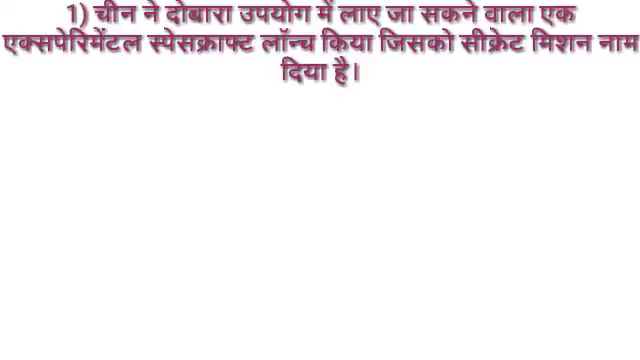 1) चीन ने दोबारा उपयोग में लाए जा सकने वाला एक
एक्सपेरिमेंटल स्पेसक्राफ्ट लॉन्च किया जिसको सीक्रेट मिशन नाम
दिया है।